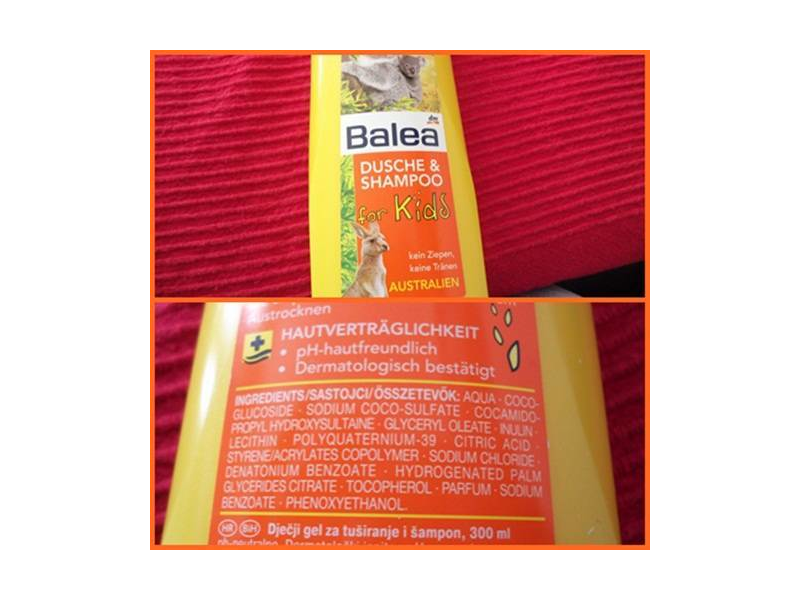 dm
Balea
DUSCHE &
SHAMPOO
for Kids
kein Ziepen,
keine Tränen
AUSTRALIEN
Austrocknen
HAUTVERTRÄGLICHKEIT
• pH-hautfreundlich
• Dermatologisch bestätigt
INGREDIENTS/SASTOJCI/ÖSSZETEVŐK: AQUA · COCO-
GLUCOSIDE · SODIUM COCO-SULFATE · COCAMIDO-
PROPYL HYDROXYSULTAINE · GLYCERYL OLEATE · INULIN ·
LECITHIN · POLYQUATERNIUM-39 · CITRIC ACID ·
STYRENE/ACRYLATES COPOLYMER · SODIUM CHLORIDE ·
DENATONIUM BENZOATE · HYDROGENATED PALM
GLYCERIDES CITRATE · TOCOPHEROL · PARFUM · SODIUM
BENZOATE · PHENOXYETHANOL.
HR BiH Dječji gel za tuširanje i šampon, 300 ml